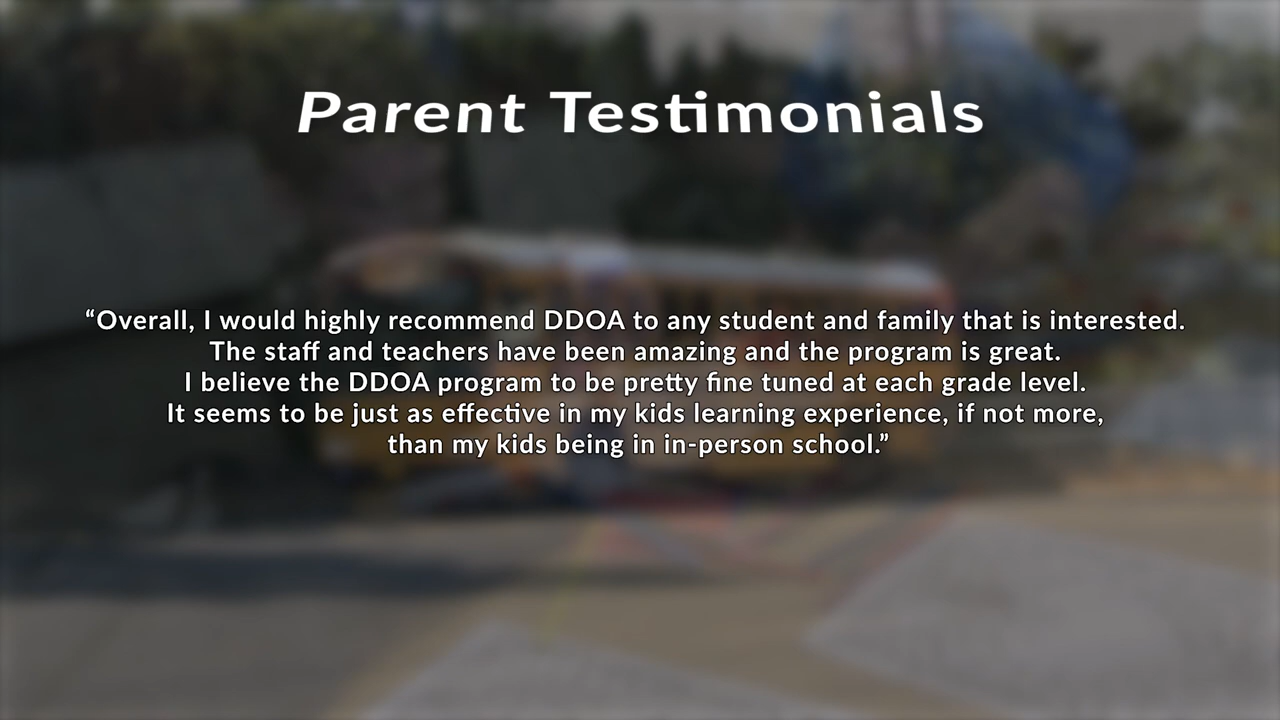 Parent Testimonials
“Overall, I would highly recommend DDOA to any student and family that is interested.
The staff and teachers have been amazing and the program is great.
I believe the DDOA program to be pretty fine tuned at each grade level.
It seems to be just as effective in my kids learning experience, if not more,
than my kids being in in-person school.”